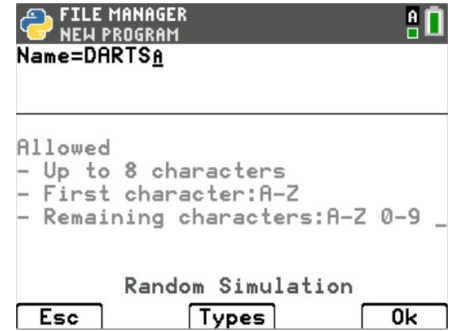 FILE MANAGER
NEW PROGRAM
A
Name=DARTSA
Allowed
- Up to 8 characters
- First character:A-Z
- Remaining characters:A-Z 0-9 _
Random Simulation
Esc Types Ok